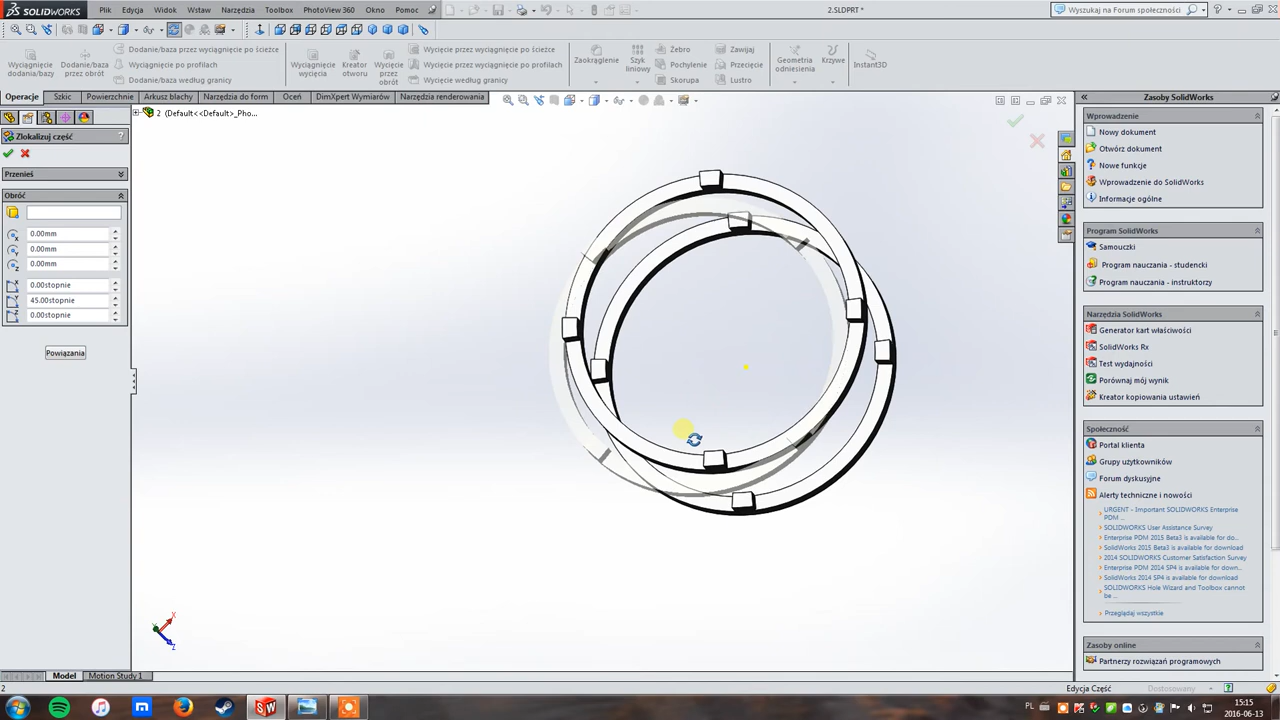 SOLIDWORKS
Plik Edycja Widok Wstaw Narzędzia Toolbox PhotoView 360 Okno Pomoc
2.SLDPRT *
Wyszukaj na Forum społeczności
Wyciągnięcie dodania/bazy
Dodanie/baza przez obrót
Dodanie/baza przez wyciągnięcie po ścieżce
Wyciągnięcie po profilach
Dodanie/baza według granicy
Wyciągnięcie wycięcia
Kreator otworu
Wycięcie przez obrót
Wycięcie przez wyciągnięcie po ścieżce
Wycięcie przez wyciągnięcie po profilach
Wycięcie według granicy
Zaokrąglenie
Szyk liniowy
Żebro
Pochylenie
Skorupa
Zawijaj
Przecięcie
Lustro
Geometria odniesienia
Krzywe
Instant3D
Operacje Szkic Powierzchnie Arkusz blachy Narzędzia do form Oceń DimXpert Wymiarów Narzędzia renderowania
2 (Default<<Default>_Pho...
Zlokalizuj część ?
Przenieś
Obróć
0.00mm
0.00mm
0.00mm
0.00stopnie
45.00stopnie
0.00stopnie
Powiązania
Zasoby SolidWorks
Wprowadzenie
Nowy dokument
Otwórz dokument
Nowe funkcje
Wprowadzenie do SolidWorks
Informacje ogólne
Program SolidWorks
Samouczki
Program nauczania - studencki
Program nauczania - instruktorzy
Narzędzia SolidWorks
Generator kart właściwości
SolidWorks Rx
Test wydajności
Porównaj mój wynik
Kreator kopiowania ustawień
Społeczność
Portal klienta
Grupy użytkowników
Forum dyskusyjne
Alerty techniczne i nowości
URGENT - Important SOLIDWORKS Enterprise
PDM ...
SOLIDWORKS User Assistance Survey
Enterprise PDM 2015 Beta3 is available for do...
SolidWorks 2015 Beta3 is available for download
2014 SOLIDWORKS Customer Satisfaction Survey
Enterprise PDM 2014 SP4 is available for down...
SolidWorks 2014 SP4 is available for download
SOLIDWORKS Hole Wizard and Toolbox cannot
be ...
Przeglądaj wszystkie
Zasoby online
Partnerzy rozwiązań programowych
X
Y
Z
Model Motion Study 1
2
Edycja Część
Dostosowany
PL
15:15
2016-06-13